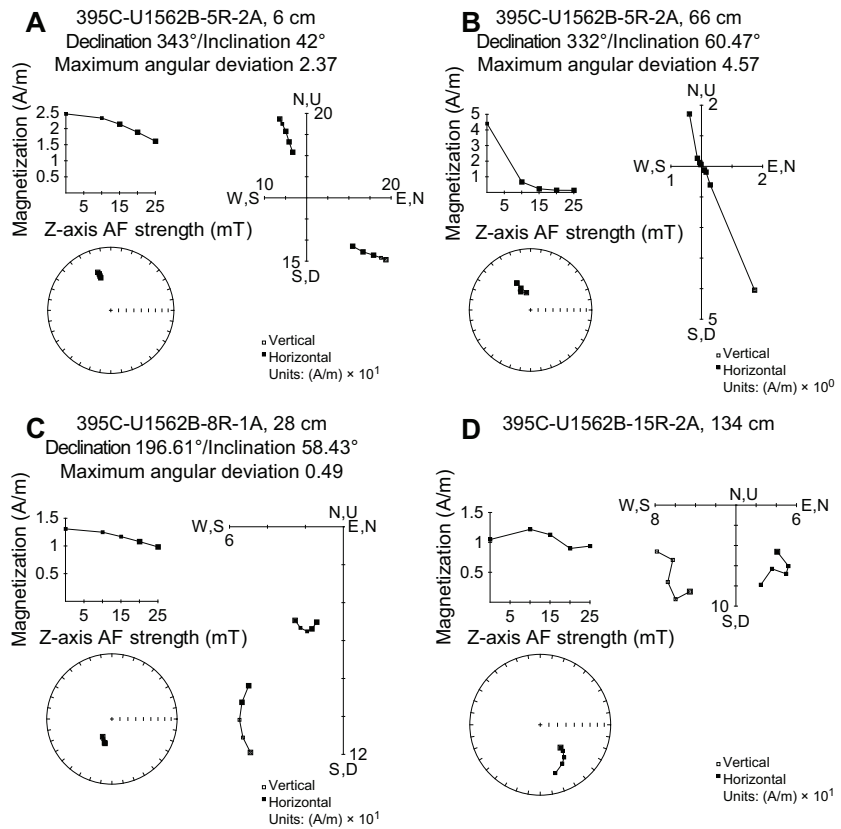 A
395C-U1562B-5R-2A, 6 cm
Declination 343°/Inclination 42°
Maximum angular deviation 2.37
Magnetization (A/m)
2.5
2
1.5
1
0.5
5 15 25
Z-axis AF strength (mT)
N,U
20
10
20
W,S
E,N
15
S,D
Vertical
Horizontal
Units: (A/m) × 10¹
B
395C-U1562B-5R-2A, 66 cm
Declination 332°/Inclination 60.47°
Maximum angular deviation 4.57
Magnetization (A/m)
5
4
3
2
1
5 15 25
Z-axis AF strength (mT)
N,U
2
W,S
E,N
1
2
5
S,D
Vertical
Horizontal
Units: (A/m) × 10⁰
C
395C-U1562B-8R-1A, 28 cm
Declination 196.61°/Inclination 58.43°
Maximum angular deviation 0.49
Magnetization (A/m)
1.5
1
0.5
5 15 25
Z-axis AF strength (mT)
N,U
W,S
E,N
6
12
S,D
Vertical
Horizontal
Units: (A/m) × 10¹
D
395C-U1562B-15R-2A, 134 cm
Magnetization (A/m)
1.5
1
0.5
5 15 25
Z-axis AF strength (mT)
N,U
W,S
E,N
8
6
10
S,D
Vertical
Horizontal
Units: (A/m) × 10¹